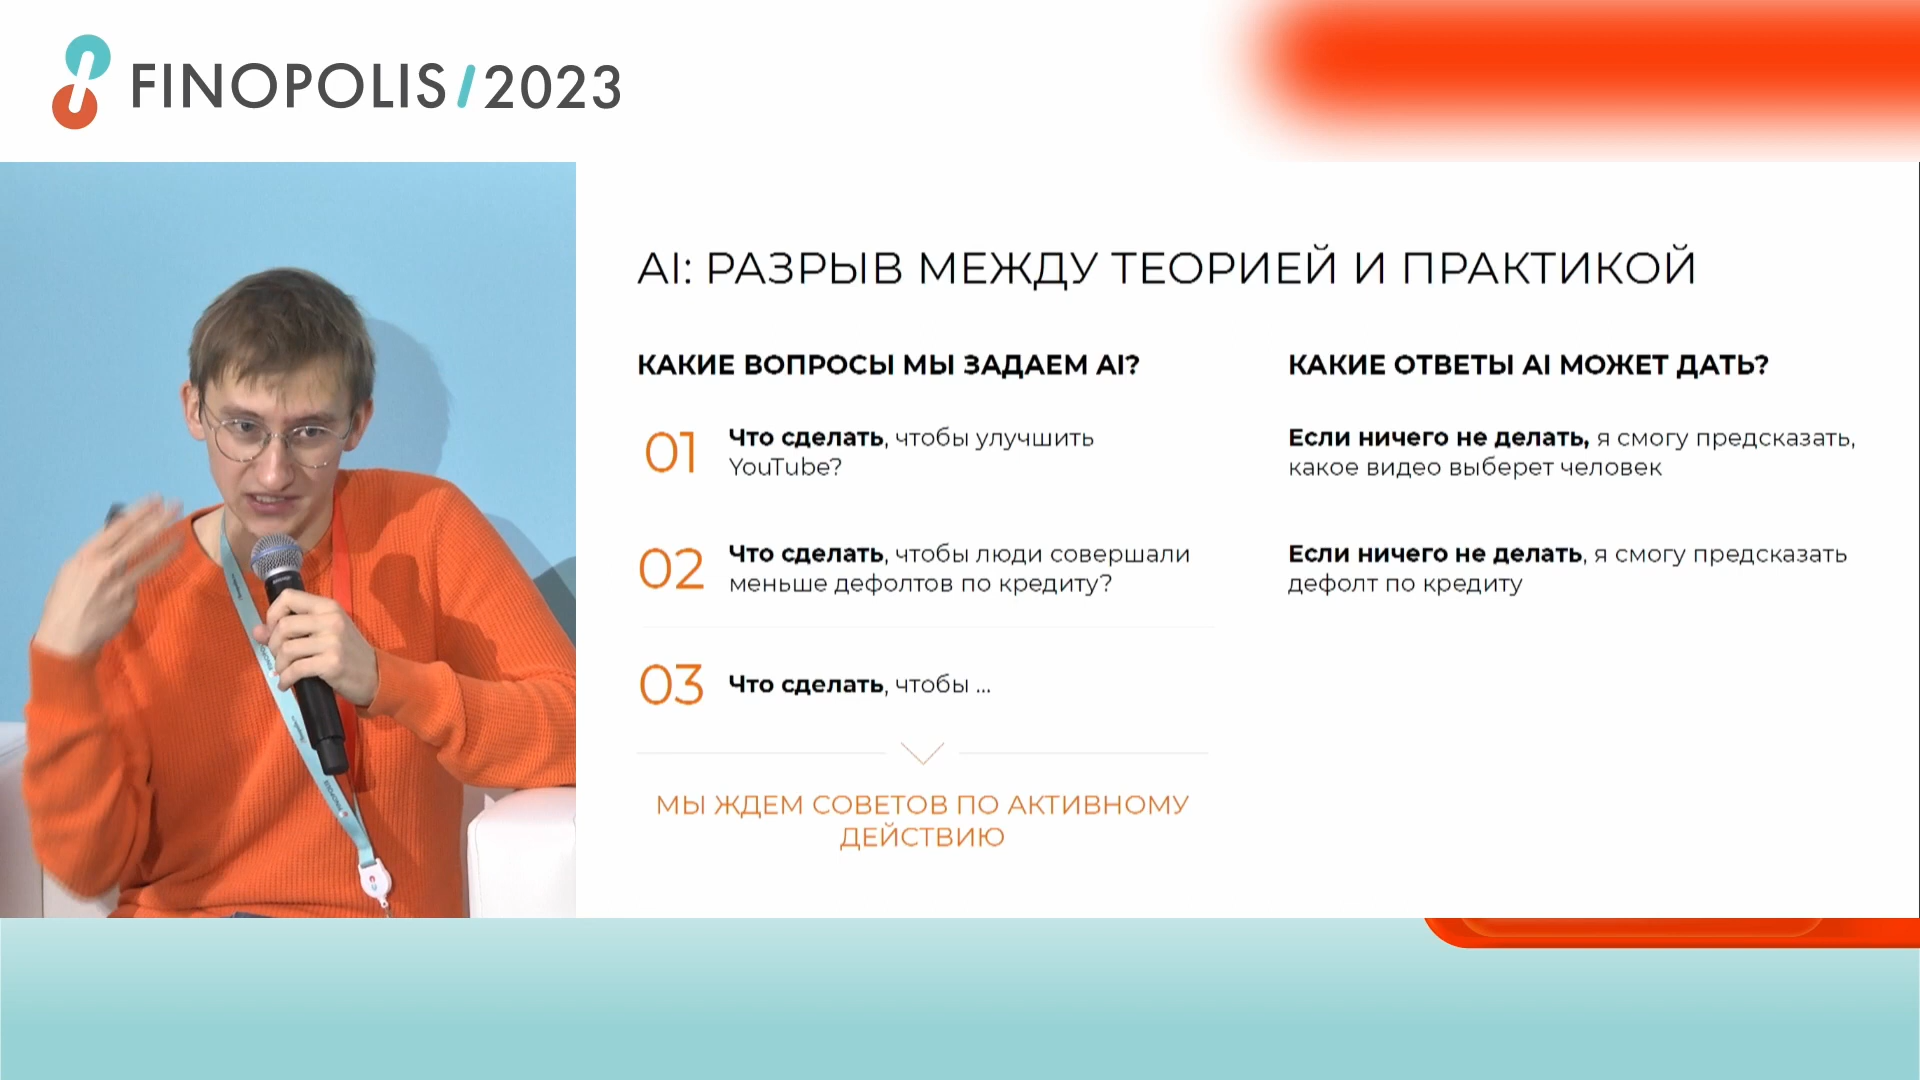 FINOPOLIS/2023
AI: РАЗРЫВ МЕЖДУ ТЕОРИЕЙ И ПРАКТИКОЙ
КАКИЕ ВОПРОСЫ МЫ ЗАДАЕМ AI?
01
Что сделать, чтобы улучшить
YouTube?
02
Что сделать, чтобы люди совершали
меньше дефолтов по кредиту?
03
Что сделать, чтобы ...
МЫ ЖДЕМ СОВЕТОВ ПО АКТИВНОМУ
ДЕЙСТВИЮ
КАКИЕ ОТВЕТЫ AI МОЖЕТ ДАТЬ?
Если ничего не делать, я смогу предсказать,
какое видео выберет человек
Если ничего не делать, я смогу предсказать
дефолт по кредиту